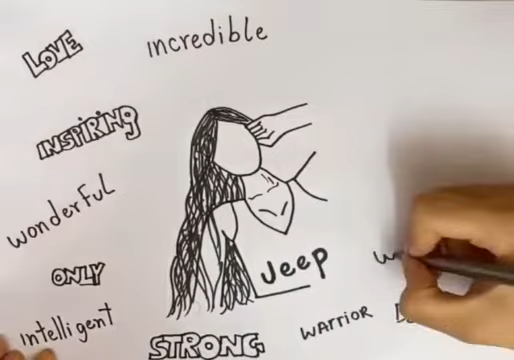 LOVE
incredible
INSPIRING
wonderful
ONLY
Jeep
intelligent
WARRIOR
STRONG